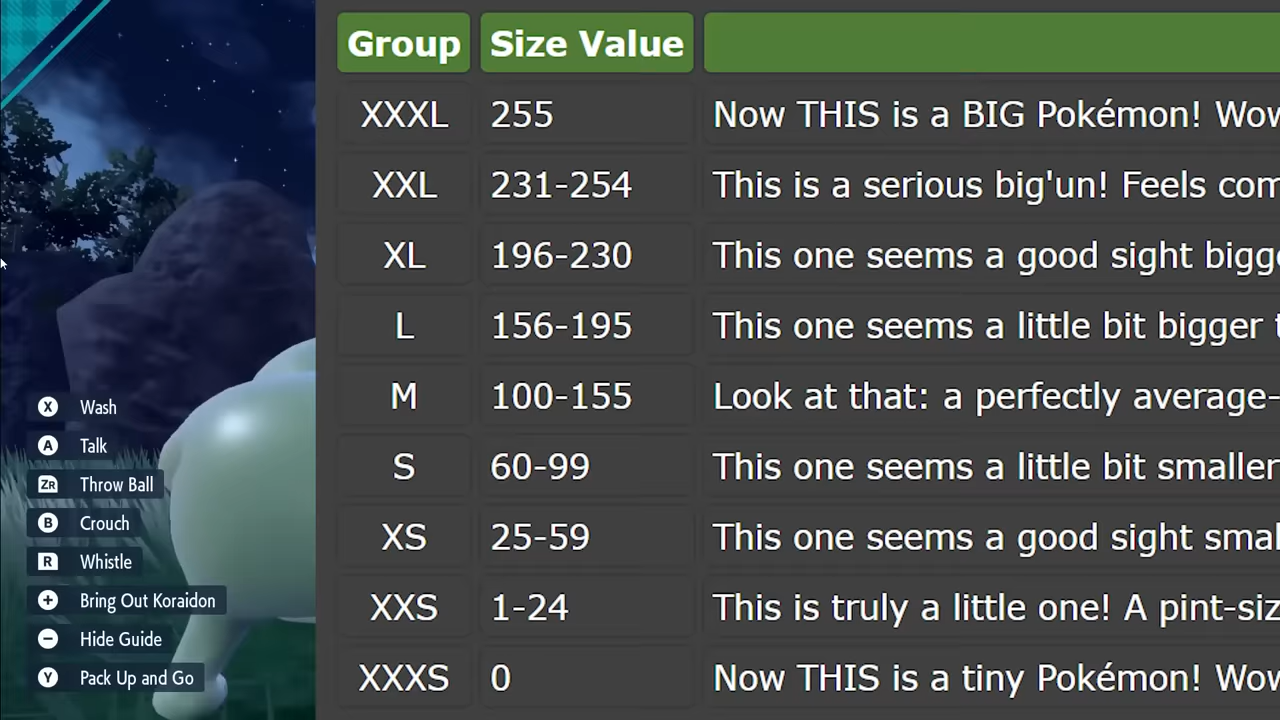 Group Size Value
XXXL 255 Now THIS is a BIG Pokémon!
XXL 231-254 This is a serious big'un! Feels
XL 196-230 This one seems a good sight
L 156-195 This one seems a little bit bigger
M 100-155 Look at that: a perfectly average-
S 60-99 This one seems a little bit smaller
XS 25-59 This one seems a good sight
XXS 1-24 This is truly a little one! A
XXXS 0 Now THIS is a tiny Pokémon!
X Wash
A Talk
ZR Throw Ball
B Crouch
R Whistle
+ Bring Out Koraidon
- Hide Guide
Y Pack Up and Go